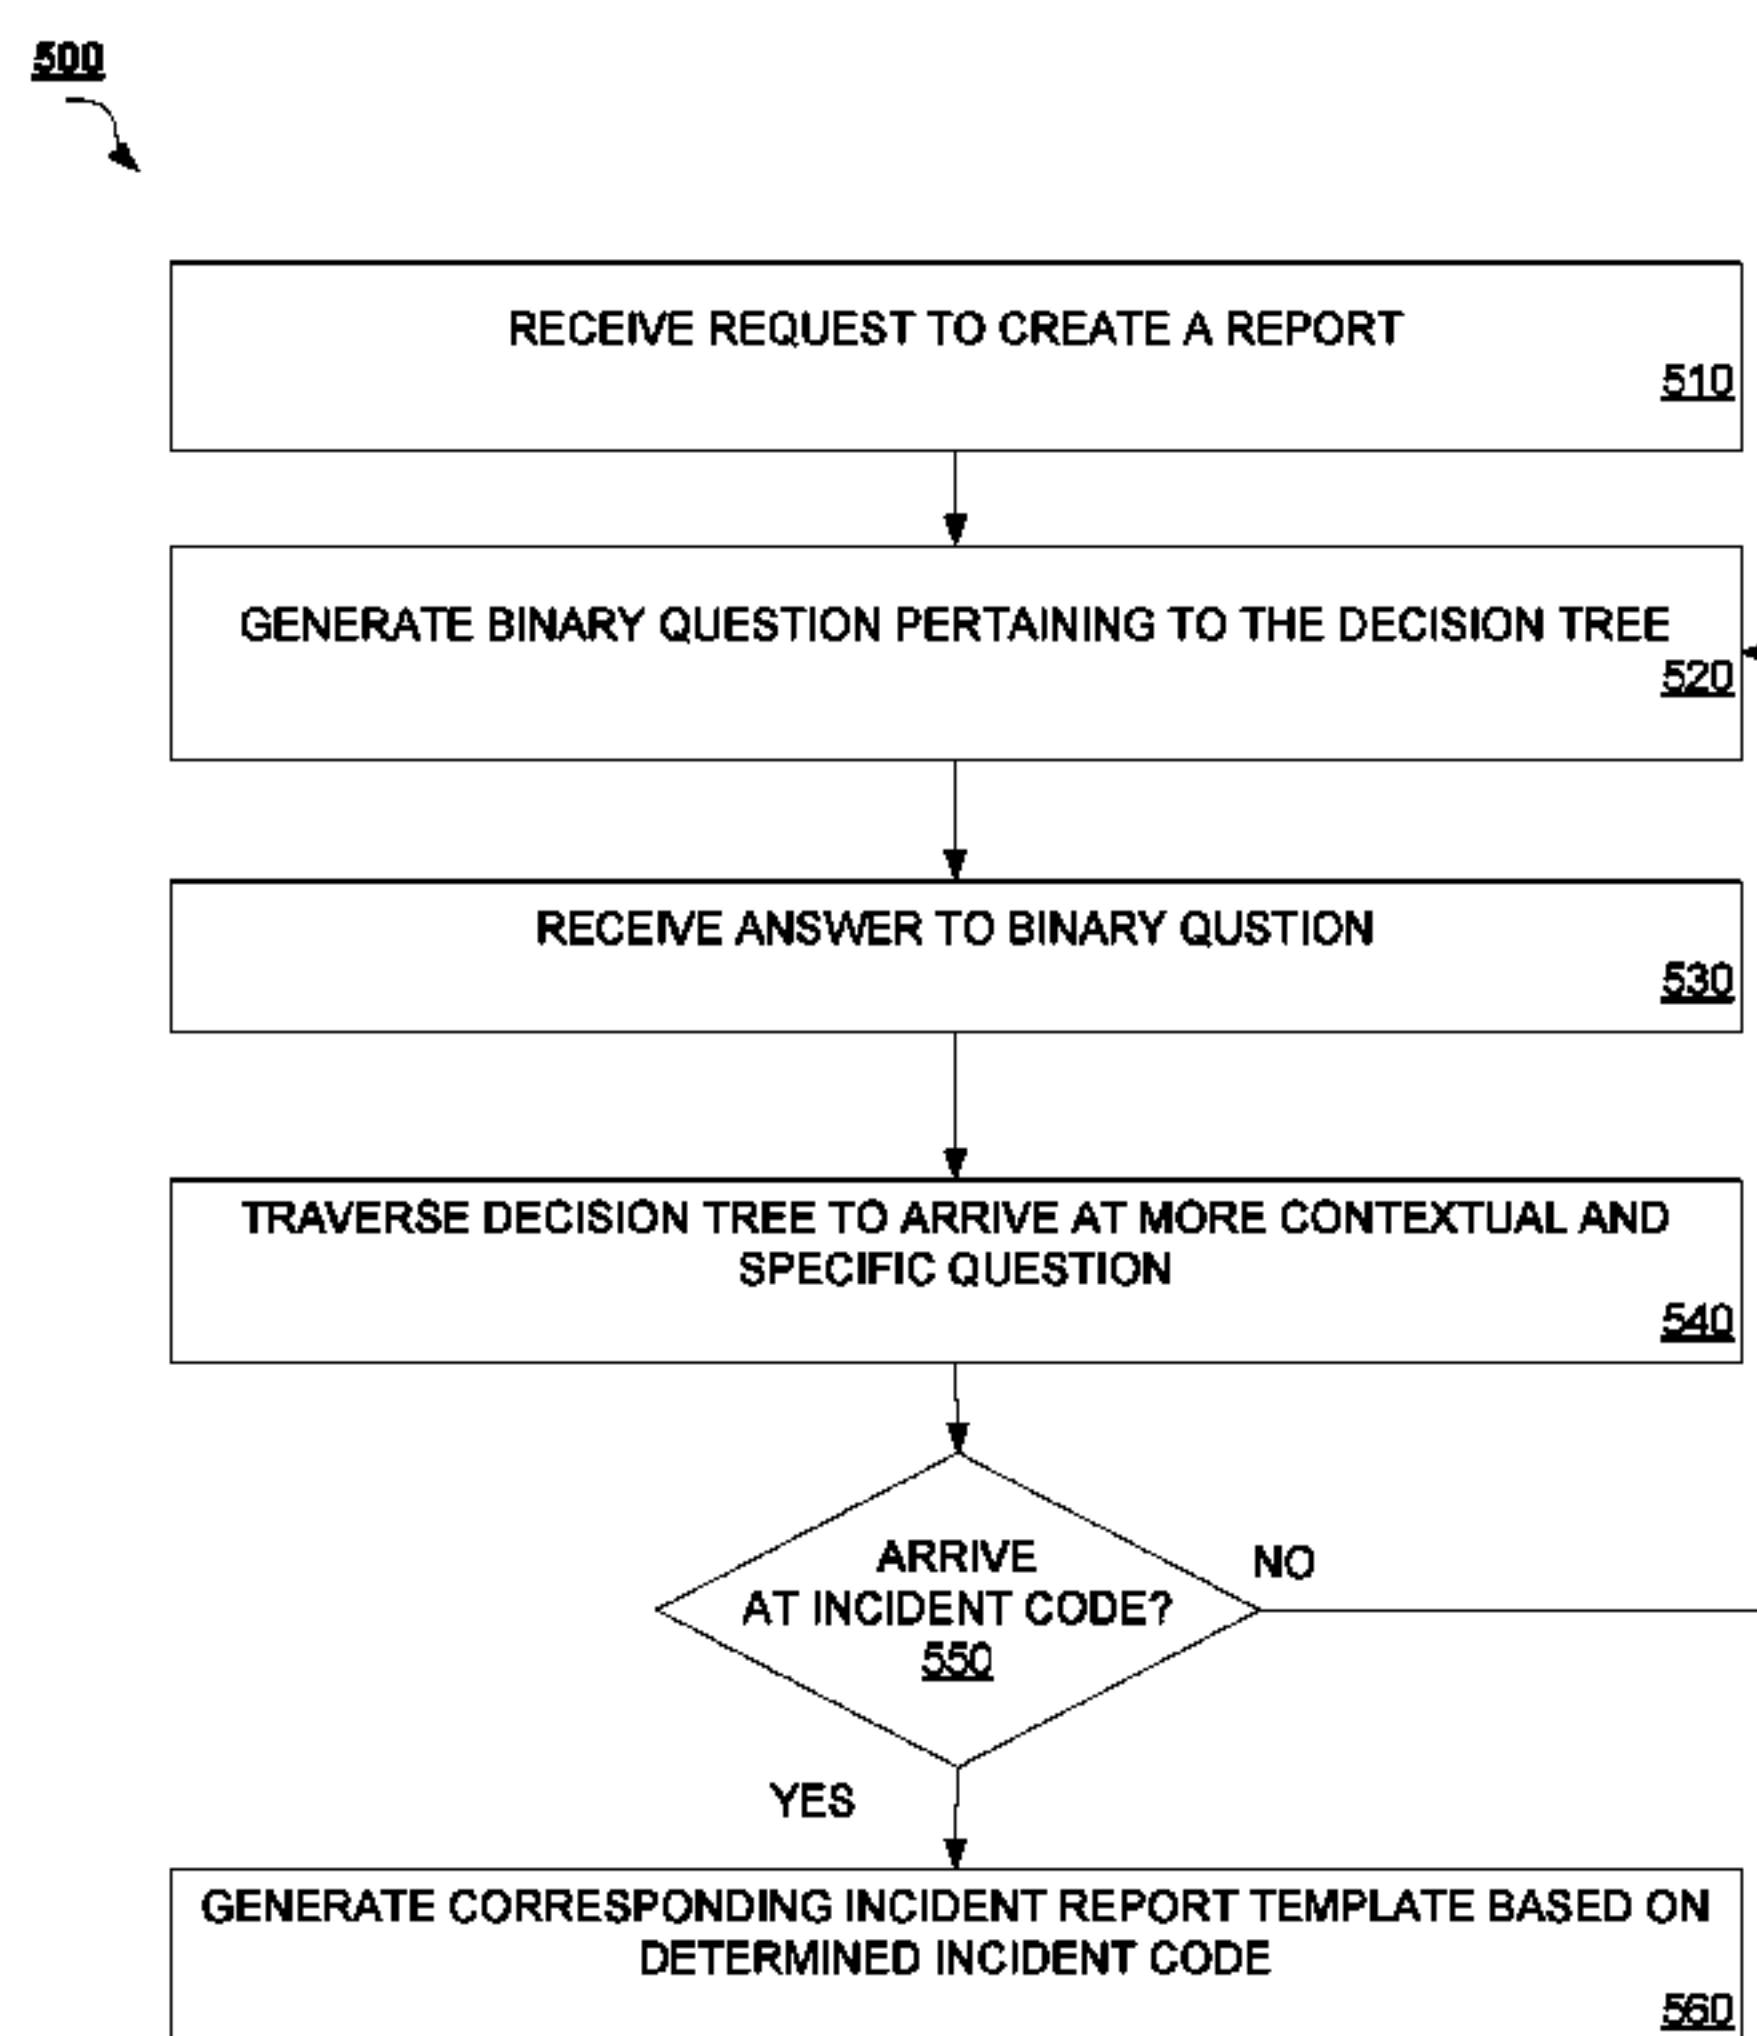 500
RECEIVE REQUEST TO CREATE A REPORT
510
GENERATE BINARY QUESTION PERTAINING TO THE DECISION TREE
520
RECEIVE ANSWER TO BINARY QUSTION
530
TRAVERSE DECISION TREE TO ARRIVE AT MORE CONTEXTUAL AND
SPECIFIC QUESTION
540
ARRIVE
AT INCIDENT CODE?
550
NO
YES
GENERATE CORRESPONDING INCIDENT REPORT TEMPLATE BASED ON
DETERMINED INCIDENT CODE
560